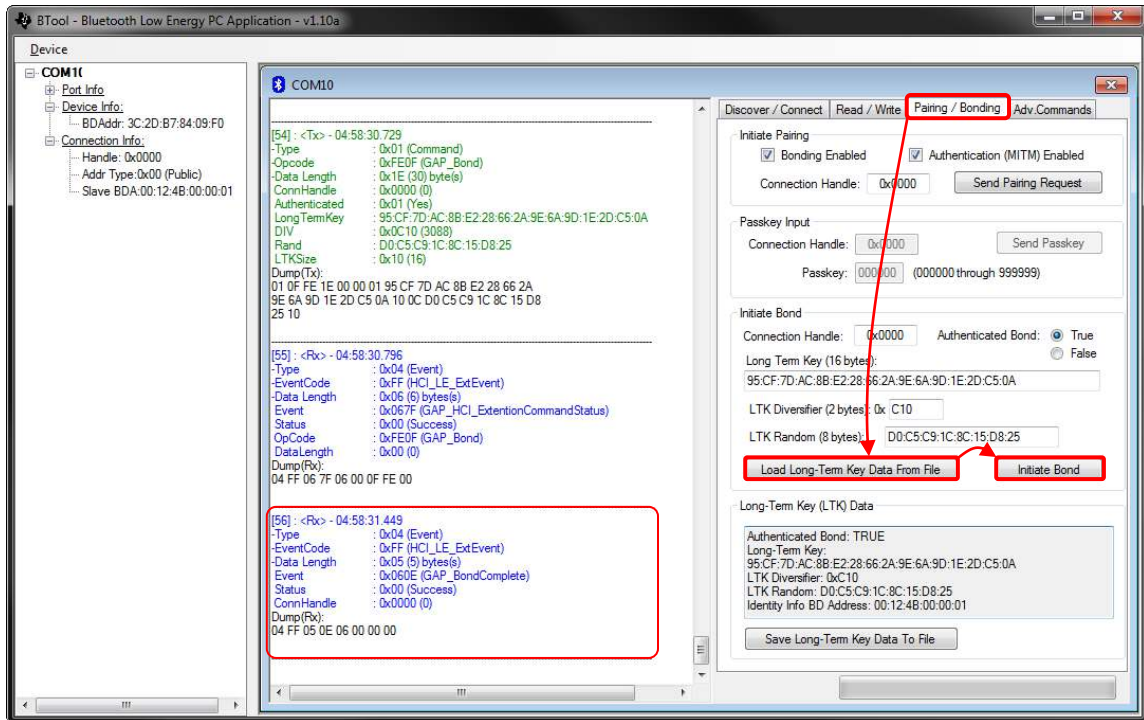 BTool - Bluetooth Low Energy PC Application - v1.10a
Device
COM1(
Port Info
Device Info:
BDAddr: 3C:2D:B7:84:09:F0
Connection Info:
Handle: 0x0000
Addr Type:0x00 (Public)
Slave BDA:00:12:4B:00:00:01
COM10
[54] : <Tx> - 04:58:30.729
-Type : 0x01 (Command)
-Opcode : 0xFE0F (GAP_Bond)
-Data Length : 0x1E (30) byte(s)
ConnHandle : 0x0000 (0)
Authenticated : 0x01 (Yes)
LongTermKey : 95:CF:7D:AC:8B:E2:28:66:2A:9E:6A:9D:1E:2D:C5:0A
DIV : 0x0C10 (3088)
Rand : D0:C5:C9:1C:8C:15:D8:25
LTKSize : 0x10 (16)
Dump(Tx):
01 0F FE 1E 00 00 01 95 CF 7D AC 8B E2 28 66 2A
9E 6A 9D 1E 2D C5 0A 10 0C D0 C5 C9 1C 8C 15 D8
25 10
[55] : <Rx> - 04:58:30.796
-Type : 0x04 (Event)
-EventCode : 0xFF (HCI_LE_ExtEvent)
-Data Length : 0x06 (6) bytes(s)
Event : 0x067F (GAP_HCI_ExtentionCommandStatus)
Status : 0x00 (Success)
OpCode : 0xFE0F (GAP_Bond)
DataLength : 0x00 (0)
Dump(Rx):
04 FF 06 7F 06 00 0F FE 00
[56] : <Rx> - 04:58:31.449
-Type : 0x04 (Event)
-EventCode : 0xFF (HCI_LE_ExtEvent)
-Data Length : 0x05 (5) bytes(s)
Event : 0x060E (GAP_BondComplete)
Status : 0x00 (Success)
ConnHandle : 0x0000 (0)
Dump(Rx):
04 FF 05 0E 06 00 00 00
Discover / Connect Read / Write Pairing / Bonding Adv.Commands
Initiate Pairing
Bonding Enabled Authentication (MITM) Enabled
Connection Handle: 0x0000 Send Pairing Request
Passkey Input
Connection Handle: 0x0000 Send Passkey
Passkey: 000000 (000000 through 999999)
Initiate Bond
Connection Handle: 0x0000 Authenticated Bond: True
False
Long Term Key (16 bytes):
95:CF:7D:AC:8B:E2:28:66:2A:9E:6A:9D:1E:2D:C5:0A
LTK Diversifier (2 bytes): 0x C10
LTK Random (8 bytes): D0:C5:C9:1C:8C:15:D8:25
Load Long-Term Key Data From File Initiate Bond
Long-Term Key (LTK) Data
Authenticated Bond: TRUE
Long-Term Key:
95:CF:7D:AC:8B:E2:28:66:2A:9E:6A:9D:1E:2D:C5:0A
LTK Diversifier: 0xC10
LTK Random: D0:C5:C9:1C:8C:15:D8:25
Identity Info BD Address: 00:12:4B:00:00:01
Save Long-Term Key Data To File